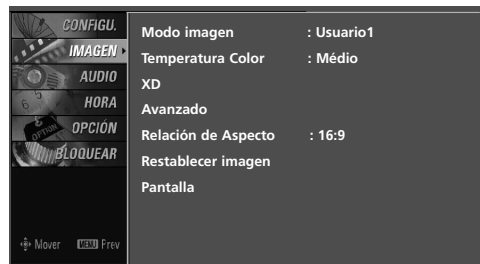 CONFIGU.
IMAGEN
AUDIO
HORA
OPCIÓN
BLOQUEAR
Mover MENU Prev
Modo imagen : Usuario1
Temperatura Color : Médio
XD
Avanzado
Relación de Aspecto : 16:9
Restablecer imagen
Pantalla